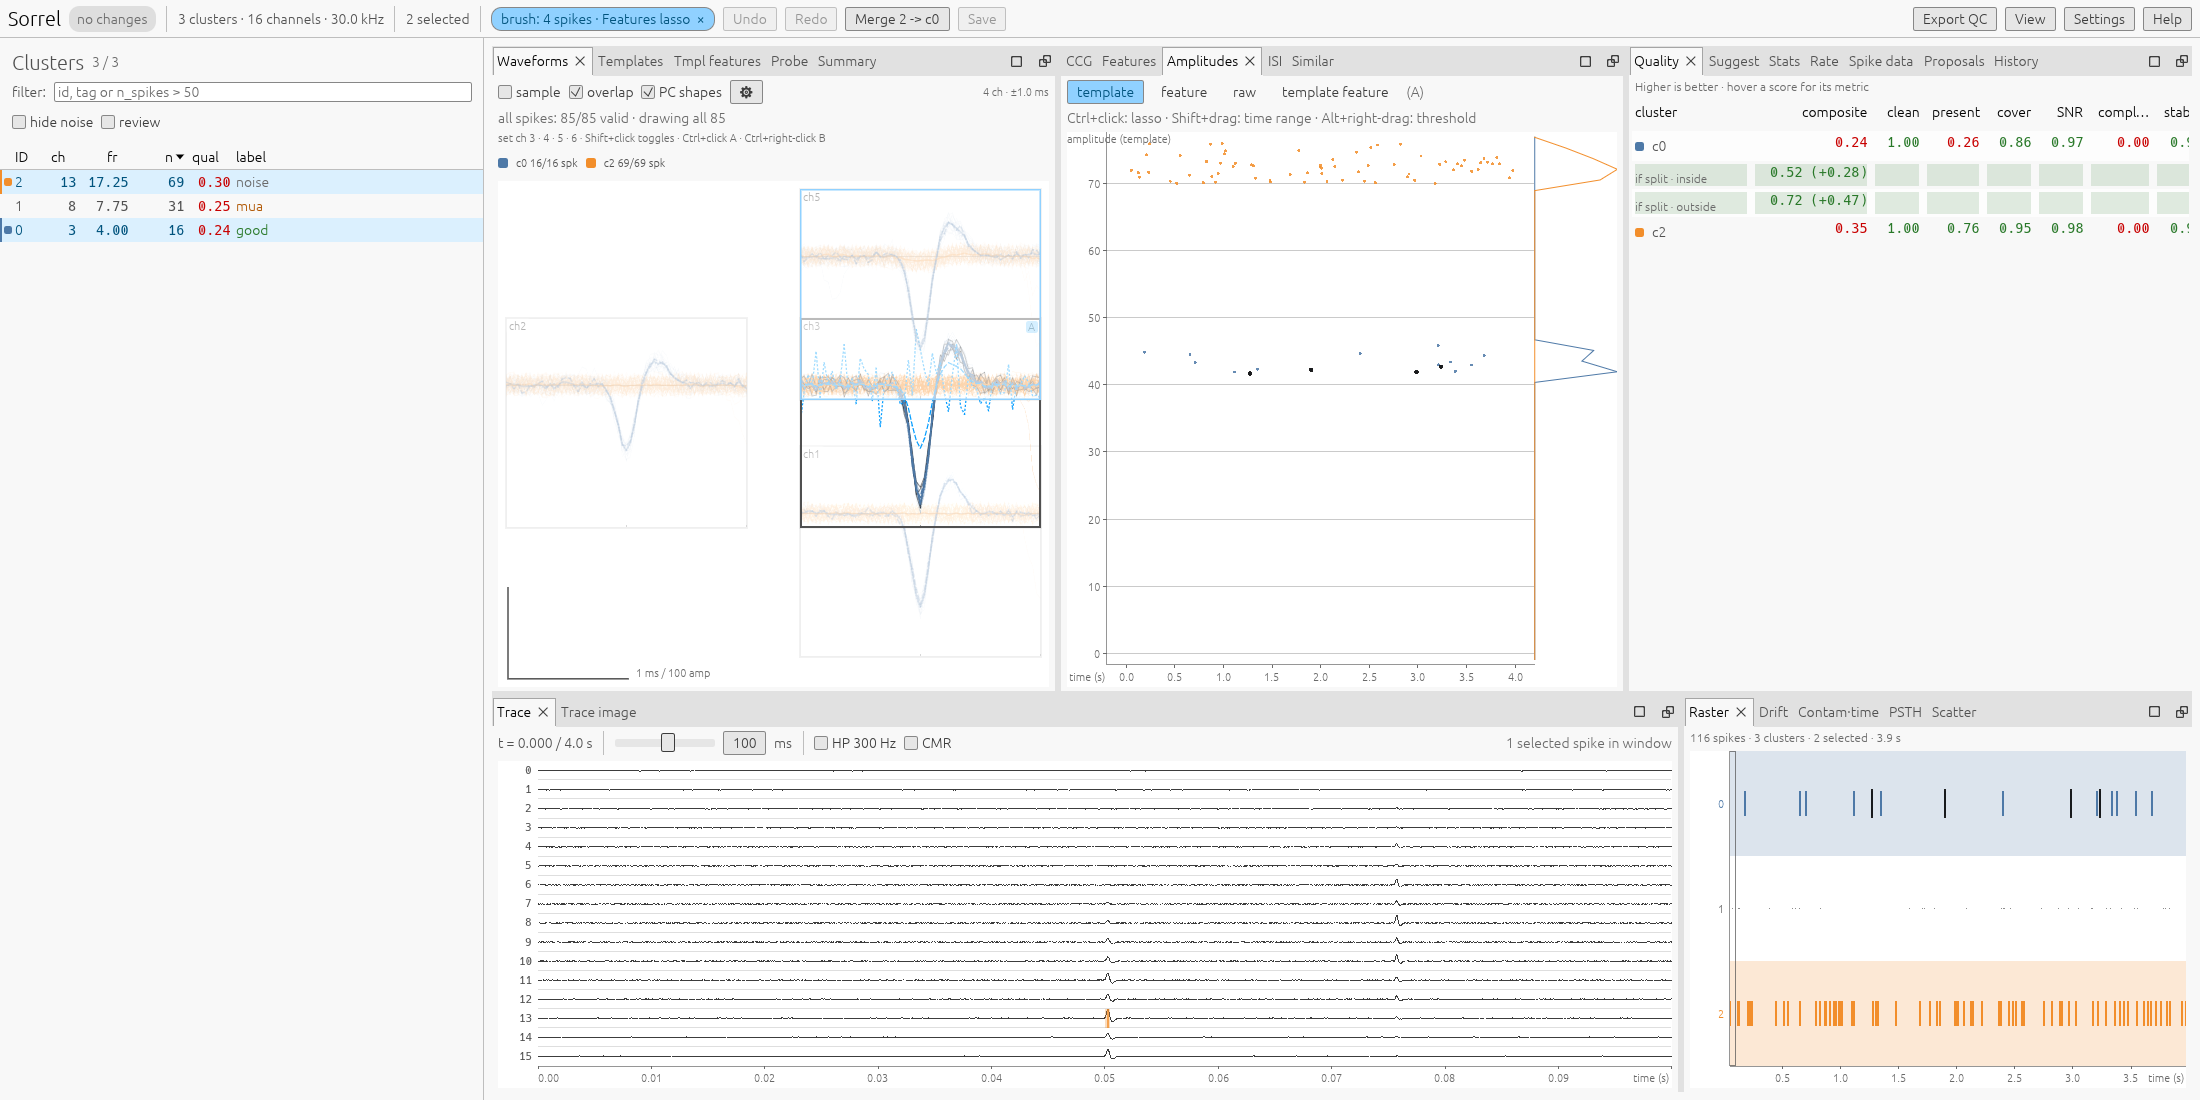 Sorrel no changes 3 clusters · 16 channels · 30.0 kHz 2 selected brush: 4 spikes · Features lasso × Undo Redo Merge 2 -> c0 Save Export QC View Settings Help
Clusters 3 / 3
filter: id, tag or n_spikes > 50
hide noise review
ID ch fr n▼ qual label
2 13 17.25 69 0.30 noise
1 8 7.75 31 0.25 mua
0 3 4.00 16 0.24 good
Waveforms Templates Tmpl features Probe Summary
sample overlap PC shapes 4 ch · ±1.0 ms
all spikes: 85/85 valid · drawing all 85
set ch 3 · 4 · 5 · 6 · Shift+click toggles · Ctrl+click A · Ctrl+right-click B
c0 16/16 spk c2 69/69 spk
ch5
ch2
ch3 A
ch1
1 ms / 100 amp
CCG Features Amplitudes ISI Similar
template feature raw template feature (A)
Ctrl+click: lasso · Shift+drag: time range · Alt+right-drag: threshold
amplitude (template)
70
60
50
40
30
20
10
0
time (s) 0.0 0.5 1.0 1.5 2.0 2.5 3.0 3.5 4.0
Quality Suggest Stats Rate Spike data Proposals History
Higher is better · hover a score for its metric
cluster composite clean present cover SNR compl… stab
c0 0.24 1.00 0.26 0.86 0.97 0.00 0.9
if split · inside 0.52 (+0.28)
if split · outside 0.72 (+0.47)
c2 0.35 1.00 0.76 0.95 0.98 0.00 0.9
Trace Trace image
t = 0.000 / 4.0 s 100 ms HP 300 Hz CMR 1 selected spike in window
0
1
2
3
4
5
6
7
8
9
10
11
12
13
14
15
0.00 0.01 0.02 0.03 0.04 0.05 0.06 0.07 0.08 0.09 time (s)
Raster Drift Contam·time PSTH Scatter
116 spikes · 3 clusters · 2 selected · 3.9 s
0
1
2
0.5 1.0 1.5 2.0 2.5 3.0 3.5 time (s)